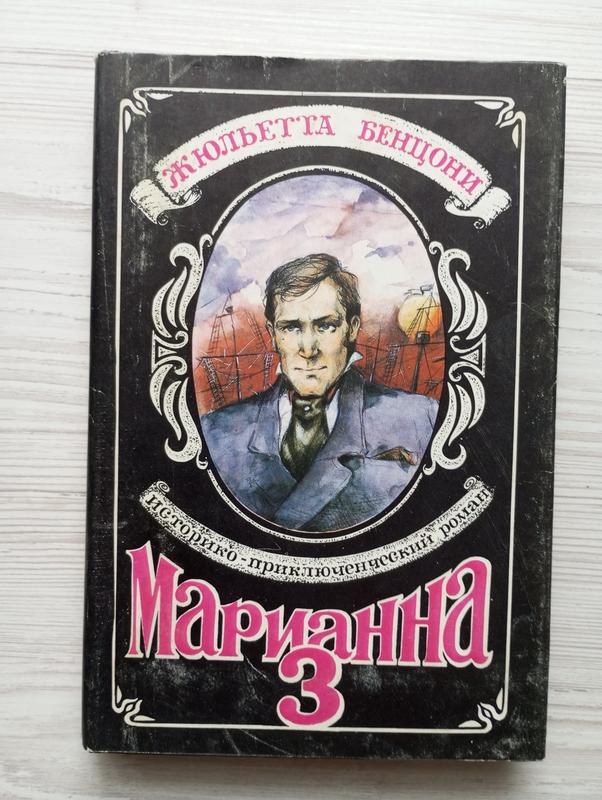 Жюльетта Бенцони
историко-приключенческий роман
Марианна
3